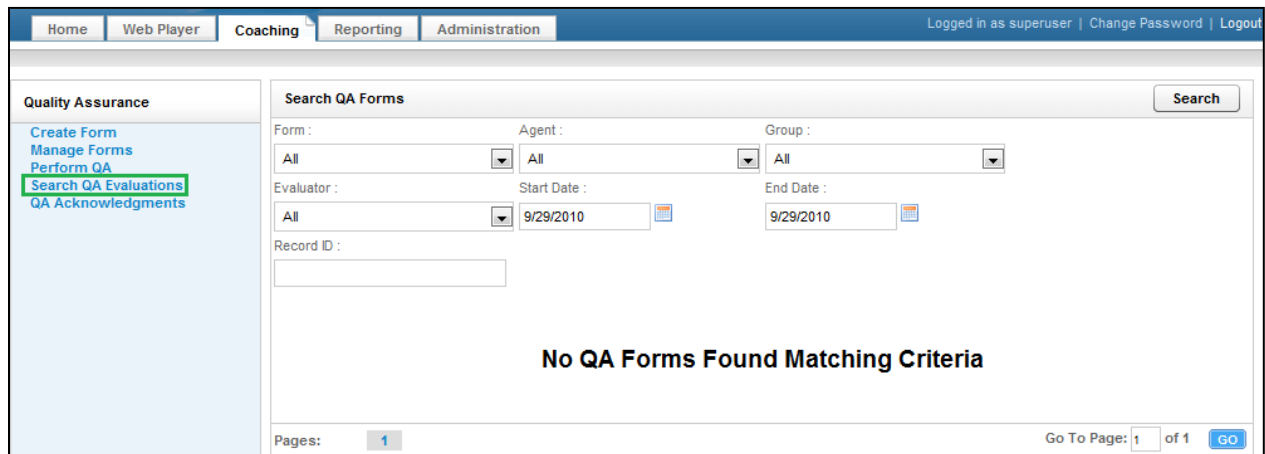 Home Web Player Coaching Reporting Administration Logged in as superuser | Change Password | Logout
Quality Assurance
Create Form
Manage Forms
Perform QA
Search QA Evaluations
QA Acknowledgments
Search QA Forms Search
Form : Agent : Group :
All All All
Evaluator : Start Date : End Date :
All 9/29/2010 9/29/2010
Record ID :
No QA Forms Found Matching Criteria
Pages: 1 Go To Page: 1 of 1 GO